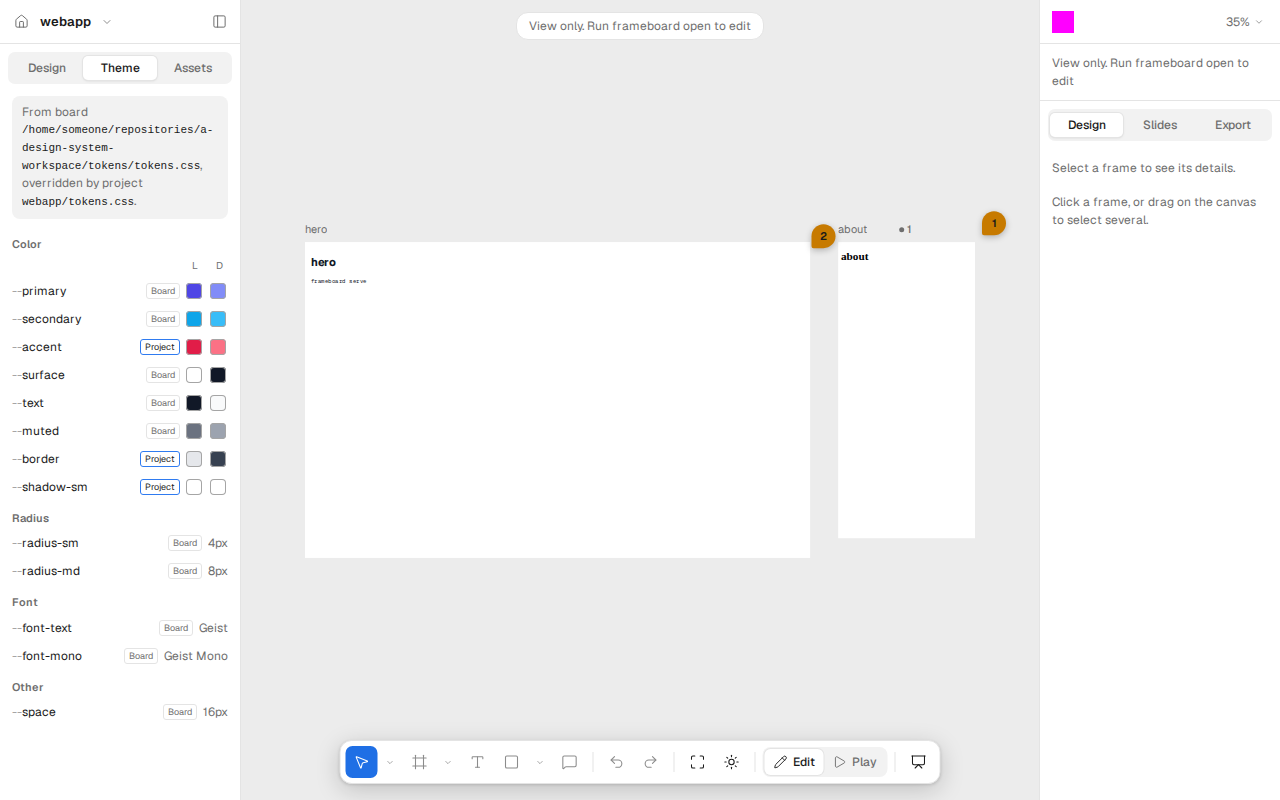 webapp
View only. Run frameboard open to edit
35%
Design Theme Assets
View only. Run frameboard open to
edit
From board
/home/someone/repositories/a-
design-system-
workspace/tokens/tokens.css,
overridden by project
webapp/tokens.css.
Design Slides Export
Select a frame to see its details.
Click a frame, or drag on the canvas
to select several.
Color
L D
--primary Board
--secondary Board
--accent Project
--surface Board
--text Board
--muted Board
--border Project
--shadow-sm Project
Radius
--radius-sm Board 4px
--radius-md Board 8px
Font
--font-text Board Geist
--font-mono Board Geist Mono
Other
--space Board 16px
hero
2
about
1
1
hero
frameboard serve
about
Edit Play